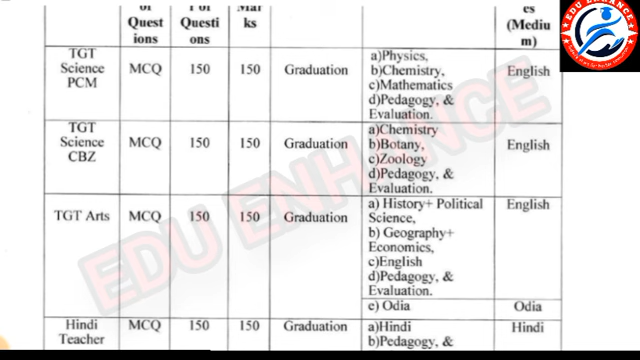 of
Quest
ions
r of
Questi
ons
Mar
ks
es
(Mediu
m)
EDU ENHANCE
TGT
Science
PCM
MCQ
150
150
Graduation
a)Physics,
b)Chemistry,
c)Mathematics
d)Pedagogy, &
Evaluation.
English
TGT
Science
CBZ
MCQ
150
150
Graduation
a)Chemistry
b)Botany,
c)Zoology
d)Pedagogy, &
Evaluation.
English
TGT Arts
MCQ
150
150
Graduation
a) History+ Political
Science,
b) Geography+
Economics,
c)English
d)Pedagogy, &
Evaluation.
English
e) Odia
Odia
Hindi
Teacher
MCQ
150
150
Graduation
a)Hindi
b)Pedagogy, &
Hindi
EDU ENHANCE